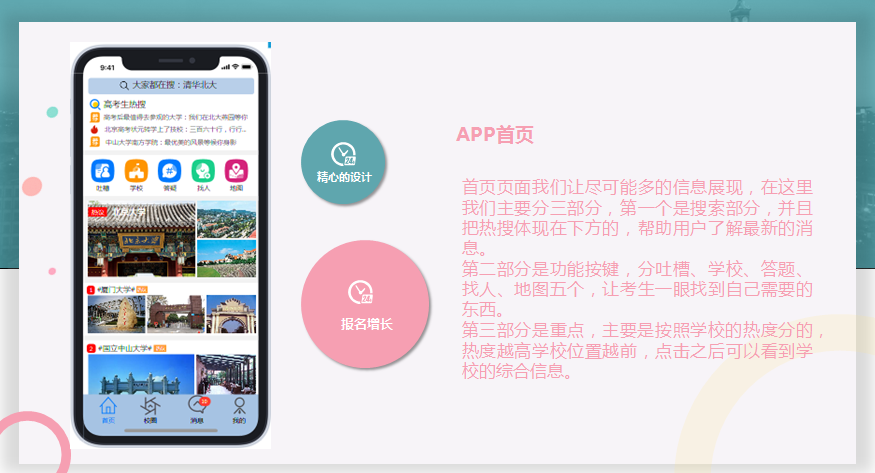 9:41
大家都在搜：清华北大
高考生热搜
高考后最值得去参观的大学：我们在北大燕园等你
北京高考状元转学上了技校：三百六十行，行行...
中山大学南方学院：最优美的风景等候你身影
吐糟 学校 答疑 找人 地图
热议 北京大学
1 #厦门大学# 热议
2 #国立中山大学# 热议
首页 校圈 消息 我的
精心的设计
报名增长
APP首页
首页页面我们让尽可能多的信息展现，在这里
我们主要分三部分，第一个是搜索部分，并且
把热搜体现在下方的，帮助用户了解最新的消
息。
第二部分是功能按键，分吐槽、学校、答题、
找人、地图五个，让考生一眼找到自己需要的
东西。
第三部分是重点，主要是按照学校的热度分的，
热度越高学校位置越前，点击之后可以看到学
校的综合信息。